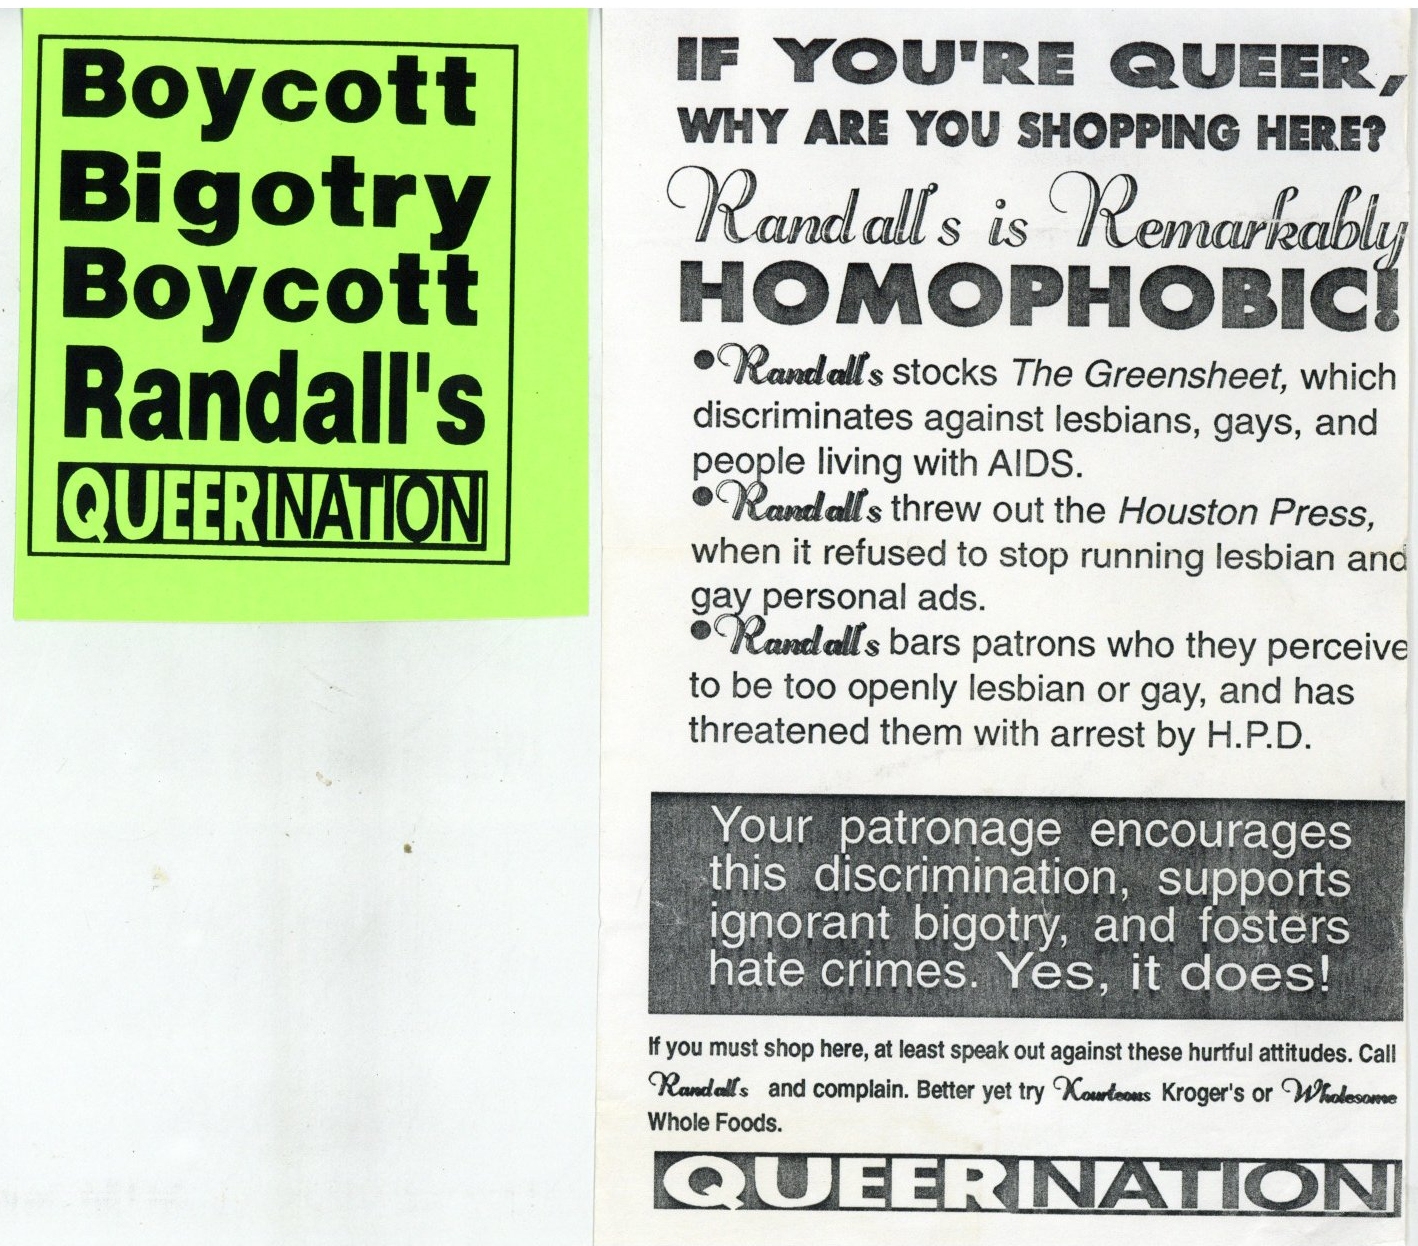 Boycott
Bigotry
Boycott
Randall's
QUEER NATION
IF YOU'RE QUEER,
WHY ARE YOU SHOPPING HERE?
Randall's is Remarkably
HOMOPHOBIC!
•Randall's stocks The Greensheet, which
discriminates against lesbians, gays, and
people living with AIDS.
•Randall's threw out the Houston Press,
when it refused to stop running lesbian and
gay personal ads.
•Randall's bars patrons who they perceive
to be too openly lesbian or gay, and has
threatened them with arrest by H.P.D.
Your patronage encourages
this discrimination, supports
ignorant bigotry, and fosters
hate crimes. Yes, it does!
If you must shop here, at least speak out against these hurtful attitudes. Call
Randall's and complain. Better yet try Kourteous Kroger's or Wholesome
Whole Foods.
QUEER NATION